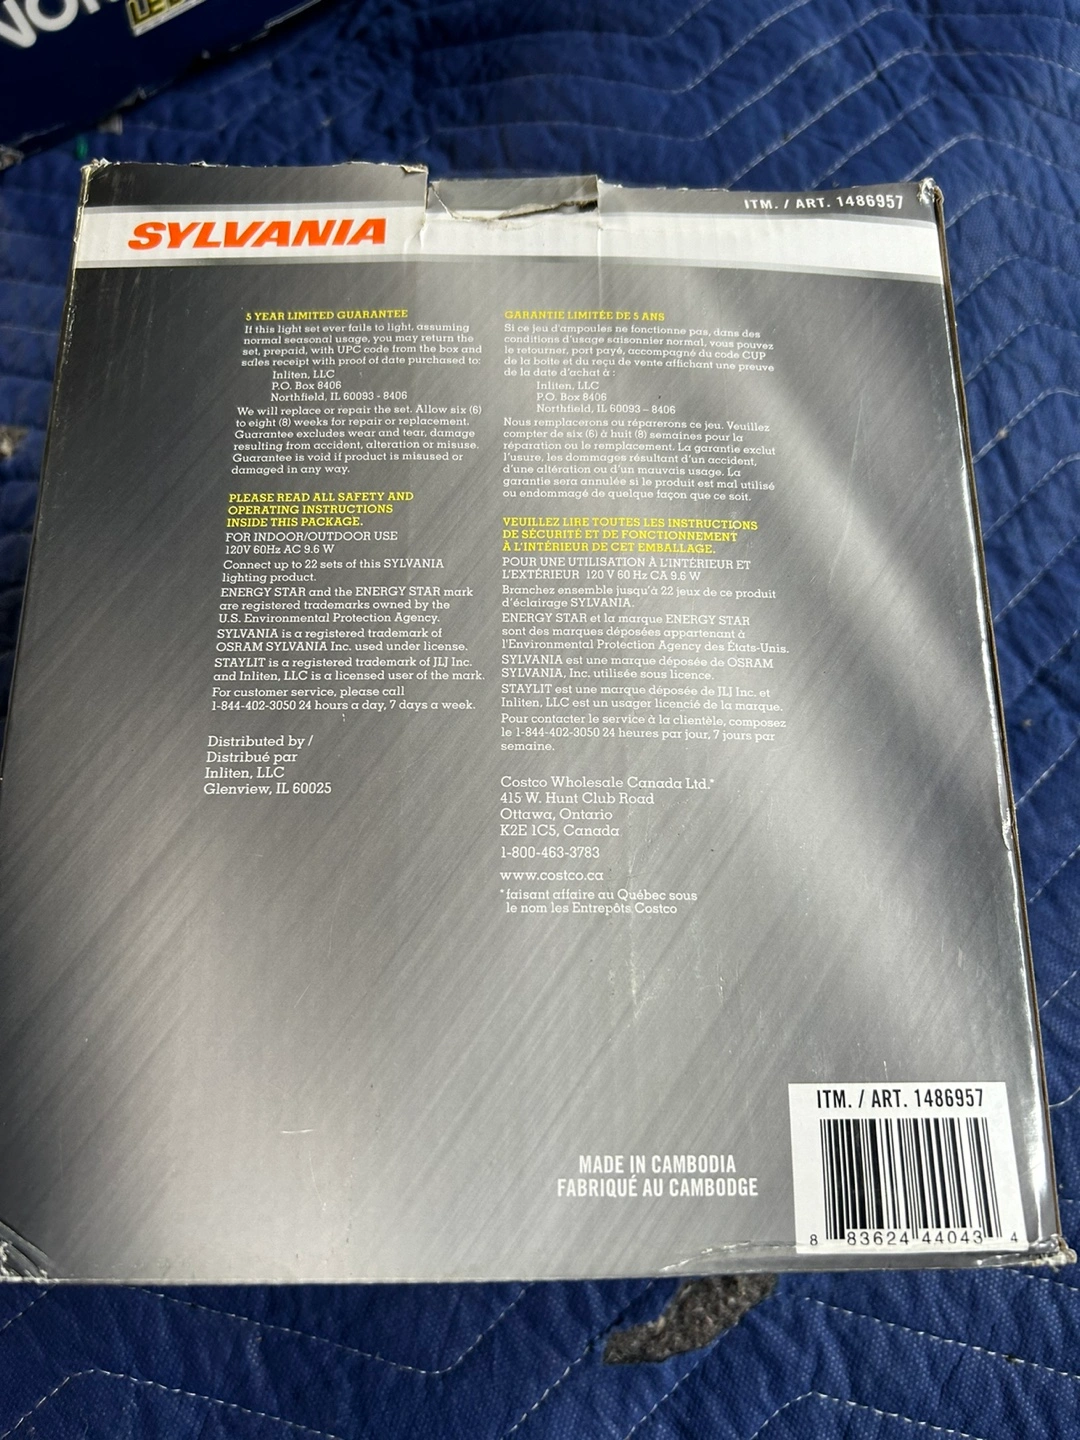 SYLVANIA
ITM. / ART. 1486957
5 YEAR LIMITED GUARANTEE
If this light set ever fails to light, assuming
normal seasonal usage, you may return the
set, prepaid, with UPC code from the box and
sales receipt with proof of date purchased to:
Inliten, LLC
P.O. Box 8406
Northfield, IL 60093 - 8406
We will replace or repair the set. Allow six (6)
to eight (8) weeks for repair or replacement.
Guarantee excludes wear and tear, damage
resulting from accident, alteration or misuse.
Guarantee is void if product is misused or
damaged in any way.
PLEASE READ ALL SAFETY AND
OPERATING INSTRUCTIONS
INSIDE THIS PACKAGE.
FOR INDOOR/OUTDOOR USE
120V 60Hz AC 9.6 W
Connect up to 22 sets of this SYLVANIA
lighting product.
ENERGY STAR and the ENERGY STAR mark
are registered trademarks owned by the
U.S. Environmental Protection Agency.
SYLVANIA is a registered trademark of
OSRAM SYLVANIA Inc. used under license.
STAYLIT is a registered trademark of JLJ Inc.
and Inliten, LLC is a licensed user of the mark.
For customer service, please call
1-844-402-3050 24 hours a day, 7 days a week.
Distributed by /
Distribué par
Inliten, LLC
Glenview, IL 60025
GARANTIE LIMITÉE DE 5 ANS
Si ce jeu d'ampoules ne fonctionne pas, dans des
conditions d'usage saisonnier normal, vous pouvez
le retourner, port payé, accompagné du code CUP
de la boite et du reçu de vente affichant une preuve
de la date d'achat à :
Inliten, LLC
P.O. Box 8406
Northfield, IL 60093 – 8406
Nous remplacerons ou réparerons ce jeu. Veuillez
compter de six (6) à huit (8) semaines pour la
réparation ou le remplacement. La garantie exclut
l'usure, les dommages résultant d'un accident,
d'une altération ou d'un mauvais usage. La
garantie sera annulée si le produit est mal utilisé
ou endommagé de quelque façon que ce soit.
VEUILLEZ LIRE TOUTES LES INSTRUCTIONS
DE SÉCURITÉ ET DE FONCTIONNEMENT
À L'INTÉRIEUR DE CET EMBALLAGE.
POUR UNE UTILISATION À L'INTÉRIEUR ET
L'EXTÉRIEUR 120 V 60 Hz CA 9.6 W
Branchez ensemble jusqu'à 22 jeux de ce produit
d'éclairage SYLVANIA.
ENERGY STAR et la marque ENERGY STAR
sont des marques déposées appartenant à
l'Environmental Protection Agency des États-Unis.
SYLVANIA est une marque déposée de OSRAM
SYLVANIA, Inc. utilisée sous licence.
STAYLIT est une marque déposée de JLJ Inc. et
Inliten, LLC est un usager licencié de la marque.
Pour contacter le service à la clientèle, composez
le 1-844-402-3050 24 heures par jour, 7 jours par
semaine.
Costco Wholesale Canada Ltd.*
415 W. Hunt Club Road
Ottawa, Ontario
K2E 1C5, Canada
1-800-463-3783
www.costco.ca
*faisant affaire au Québec sous
le nom les Entrepôts Costco
MADE IN CAMBODIA
FABRIQUÉ AU CAMBODGE
ITM. / ART. 1486957
8 83624 44043 4